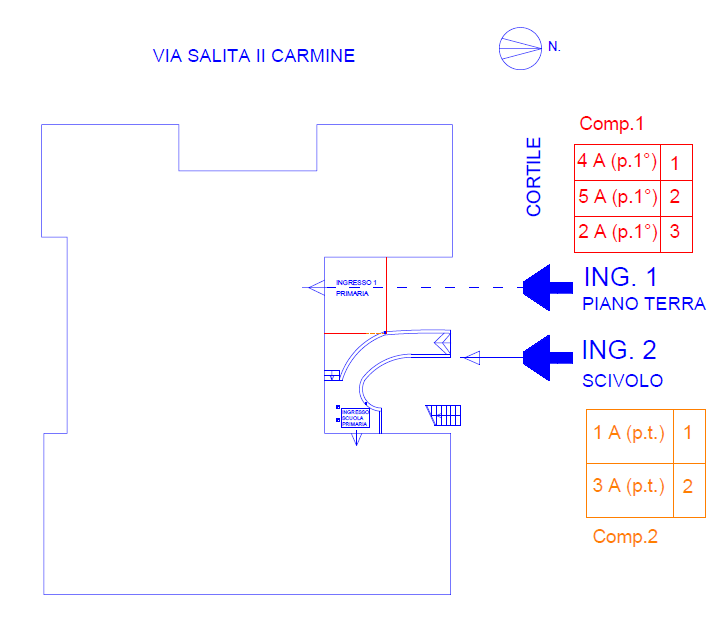 VIA SALITA II CARMINE
N.
Comp.1
CORTILE
4 A (p.1°) 1
5 A (p.1°) 2
2 A (p.1°) 3
ING. 1
PIANO TERRA
INGRESSO 1
PRIMARIA
ING. 2
SCIVOLO
INGRESSO
SCUOLA
PRIMARIA
1 A (p.t.) 1
3 A (p.t.) 2
Comp.2